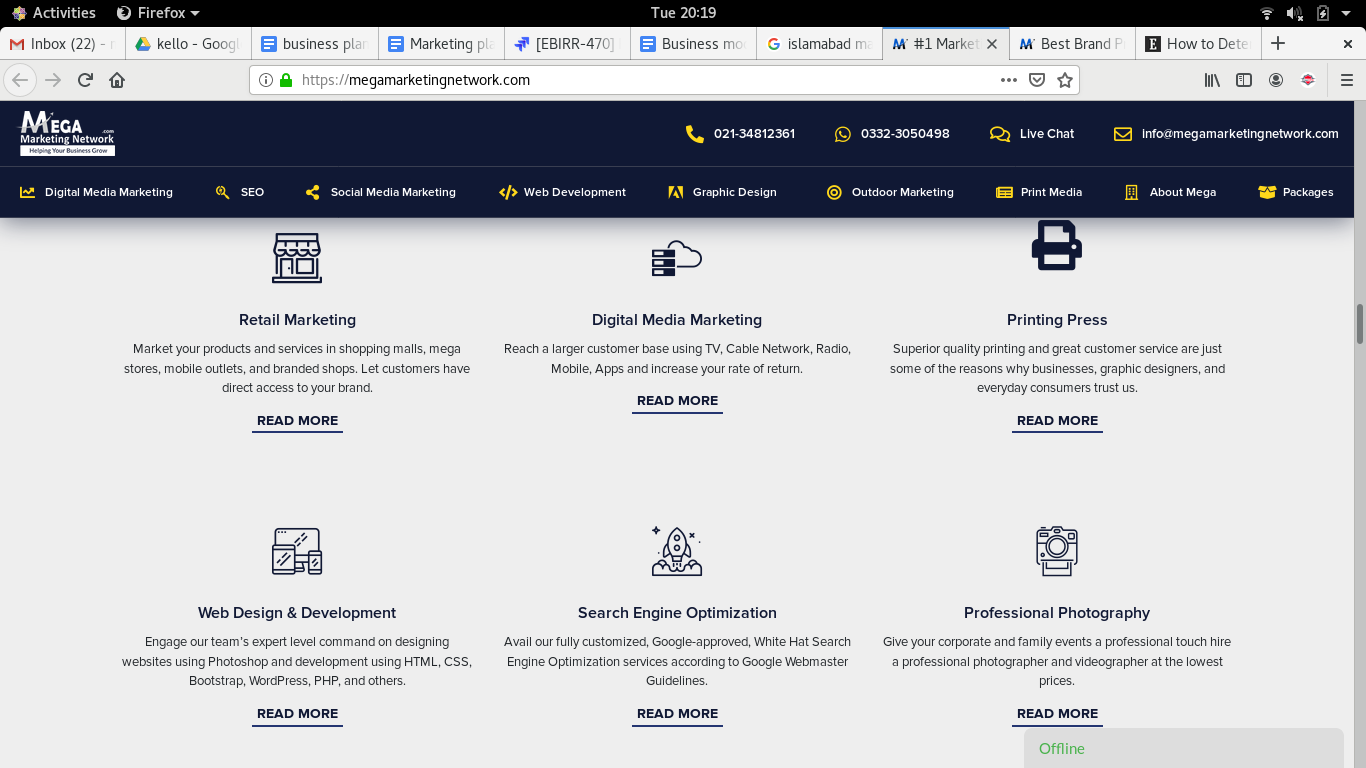 Activities Firefox Tue 20:19
Inbox (22) - kello - Googl business plan Marketing pla [EBIRR-470] Business mo islamabad ma #1 Market Best Brand P How to Dete
https://megamarketingnetwork.com
MEGA .com
Marketing Network
Helping Your Business Grow
021-34812361 0332-3050498 Live Chat info@megamarketingnetwork.com
Digital Media Marketing SEO Social Media Marketing Web Development Graphic Design Outdoor Marketing Print Media About Mega Packages
Retail Marketing
Market your products and services in shopping malls, mega
stores, mobile outlets, and branded shops. Let customers have
direct access to your brand.
READ MORE
Digital Media Marketing
Reach a larger customer base using TV, Cable Network, Radio,
Mobile, Apps and increase your rate of return.
READ MORE
Printing Press
Superior quality printing and great customer service are just
some of the reasons why businesses, graphic designers, and
everyday consumers trust us.
READ MORE
Web Design & Development
Engage our team's expert level command on designing
websites using Photoshop and development using HTML, CSS,
Bootstrap, WordPress, PHP, and others.
READ MORE
Search Engine Optimization
Avail our fully customized, Google-approved, White Hat Search
Engine Optimization services according to Google Webmaster
Guidelines.
READ MORE
Professional Photography
Give your corporate and family events a professional touch hire
a professional photographer and videographer at the lowest
prices.
READ MORE
Offline